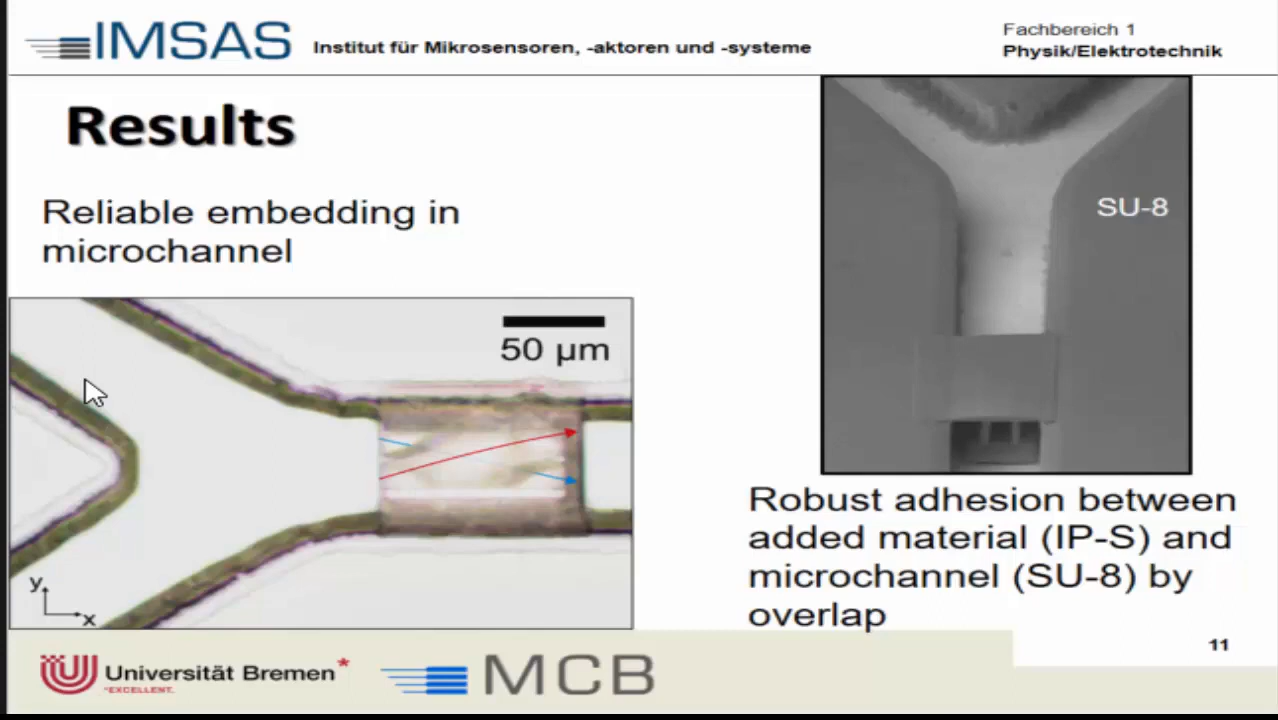 IMSAS
Institut für Mikrosensoren, -aktoren und -systeme
Fachbereich 1
Physik/Elektrotechnik
Results
Reliable embedding in
microchannel
SU-8
50 µm
y
x
Robust adhesion between
added material (IP-S) and
microchannel (SU-8) by
overlap
11
Universität Bremen*
*EXCELLENT.
MCB